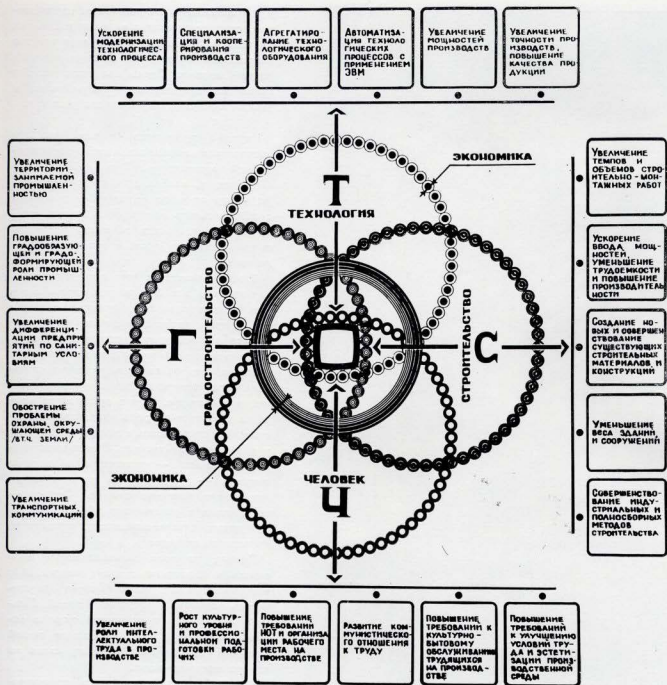 УСКОРЕНИЕ
МОДЕРНИЗАЦИИ
ТЕХНОЛОГИЧЕ-
СКОГО ПРОЦЕССА
СПЕЦИАЛИЗА-
ЦИЯ И КООПЕ-
РИРОВАНИЯ
ПРОИЗВОДСТВ
АГРЕГАТИРО-
ВАНИЕ ТЕХНО-
ЛОГИЧЕСКОГО
ОБОРУДОВАНИЯ
АВТОМАТИЗА-
ЦИЯ ТЕХНОЛО-
ГИЧЕСКИХ
ПРОЦЕССОВ С
ПРИМЕНЕНИЕМ
ЭВМ
УВЕЛИЧЕНИЕ
МОЩНОСТЕЙ
ПРОИЗВОДСТВ
УВЕЛИЧЕНИЕ
ТОЧНОСТИ ПРО-
ИЗВОДСТВ,
ПОВЫШЕНИЕ
КАЧЕСТВА ПРО-
ДУКЦИИ
УВЕЛИЧЕНИЕ
ТЕРРИТОРИИ,
ЗАНИМАЕМОЙ
ПРОМЫШЛЕН-
НОСТЬЮ
ПОВЫШЕНИЕ
ГРАДООБРАЗУЮ-
ЩЕЙ И ГРАДО-
ФОРМИРУЮЩЕЙ
РОЛИ ПРОМЫШ-
ЛЕННОСТИ
УВЕЛИЧЕНИЕ
ДИФФЕРЕНЦИ-
АЦИИ ПРЕДПРИ-
ЯТИЙ ПО САНИ-
ТАРНЫМ УСЛО-
ВИЯМ
ОБОСТРЕНИЕ
ПРОБЛЕМЫ
ОХРАНЫ, ОКРУ-
ЖАЮЩЕЙ СРЕДЫ
/В Т.Ч. ЗЕМЛИ/
УВЕЛИЧЕНИЕ
ТРАНСПОРТНЫХ
КОММУНИКАЦИЙ
ЭКОНОМИКА
Т
ТЕХНОЛОГИЯ
Г
ГРАДОСТРОИТЕЛЬСТВО
СТРОИТЕЛЬСТВО
С
ЭКОНОМИКА
ЧЕЛОВЕК
Ч
УВЕЛИЧЕНИЕ
ТЕМПОВ И
ОБЪЕМОВ СТРО-
ИТЕЛЬНО-МОН-
ТАЖНЫХ РАБОТ
УСКОРЕНИЕ
ВВОДА МОЩ-
НОСТЕЙ,
УМЕНЬШЕНИЕ
ТРУДОЕМКОСТИ
И ПОВЫШЕНИЕ
ПРОИЗВОДИТЕЛЬ-
НОСТИ
СОЗДАНИЕ НО-
ВЫХ И СОВЕРШЕН-
СТВОВАНИЕ
СУЩЕСТВУЮЩИХ
СТРОИТЕЛЬНЫХ
МАТЕРИАЛОВ И
КОНСТРУКЦИЙ
УМЕНЬШЕНИЕ
ВЕСА ЗДАНИЙ
И СООРУЖЕНИЙ
СОВЕРШЕНСТВО-
ВАНИЕ ИНДУ-
СТРИАЛЬНЫХ И
ПОЛНОСБОРНЫХ
МЕТОДОВ
СТРОИТЕЛЬСТВА
УВЕЛИЧЕНИЕ
РОЛИ ИНТЕЛ-
ЛЕКТУАЛЬНОГО
ТРУДА В ПРО-
ИЗВОДСТВЕ
РОСТ КУЛЬТУР-
НОГО УРОВНЯ
И ПРОФЕССИО-
НАЛЬНОЙ ПОД-
ГОТОВКИ РАБО-
ЧИХ
ПОВЫШЕНИЕ
ТРЕБОВАНИЙ
НОТ И ОРГАНИЗА-
ЦИИ РАБОЧЕГО
МЕСТА НА
ПРОИЗВОДСТВЕ
РАЗВИТИЕ КОМ-
МУНИСТИЧЕСКО-
ГО ОТНОШЕНИЯ
К ТРУДУ
ПОВЫШЕНИЕ
ТРЕБОВАНИЙ К
КУЛЬТУРНО-
БЫТОВОМУ
ОБСЛУЖИВАНИЮ
ТРУДЯЩИХСЯ
НА ПРОИЗВОД-
СТВЕ
ПОВЫШЕНИЕ
ТРЕБОВАНИЙ
К УЛУЧШЕНИЮ
УСЛОВИЙ ТРУ-
ДА И ЭСТЕТИ-
ЗАЦИИ ПРОИЗ-
ВОДСТВЕННОЙ
СРЕДЫ